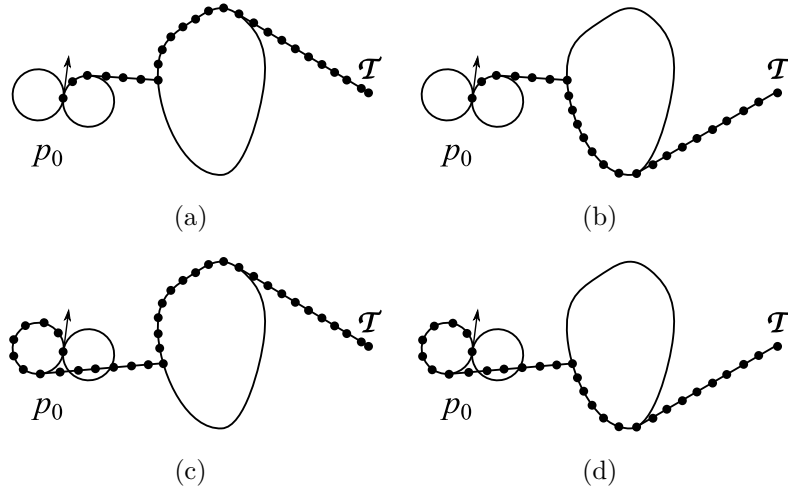 𝒯 𝒯
p₀ p₀
(a) (b)
𝒯 𝒯
p₀ p₀
(c) (d)